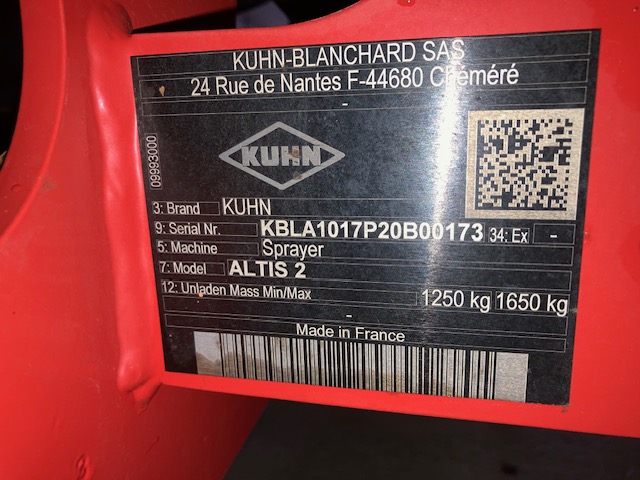 KUHN-BLANCHARD SAS
24 Rue de Nantes F-44680 Chéméré
-
09993000
KUHN
3: Brand KUHN
9: Serial Nr. KBLA1017P20B00173 34: Ex -
5: Machine Sprayer
7: Model ALTIS 2
12: Unladen Mass Min/Max 1250 kg 1650 kg
-
Made in France